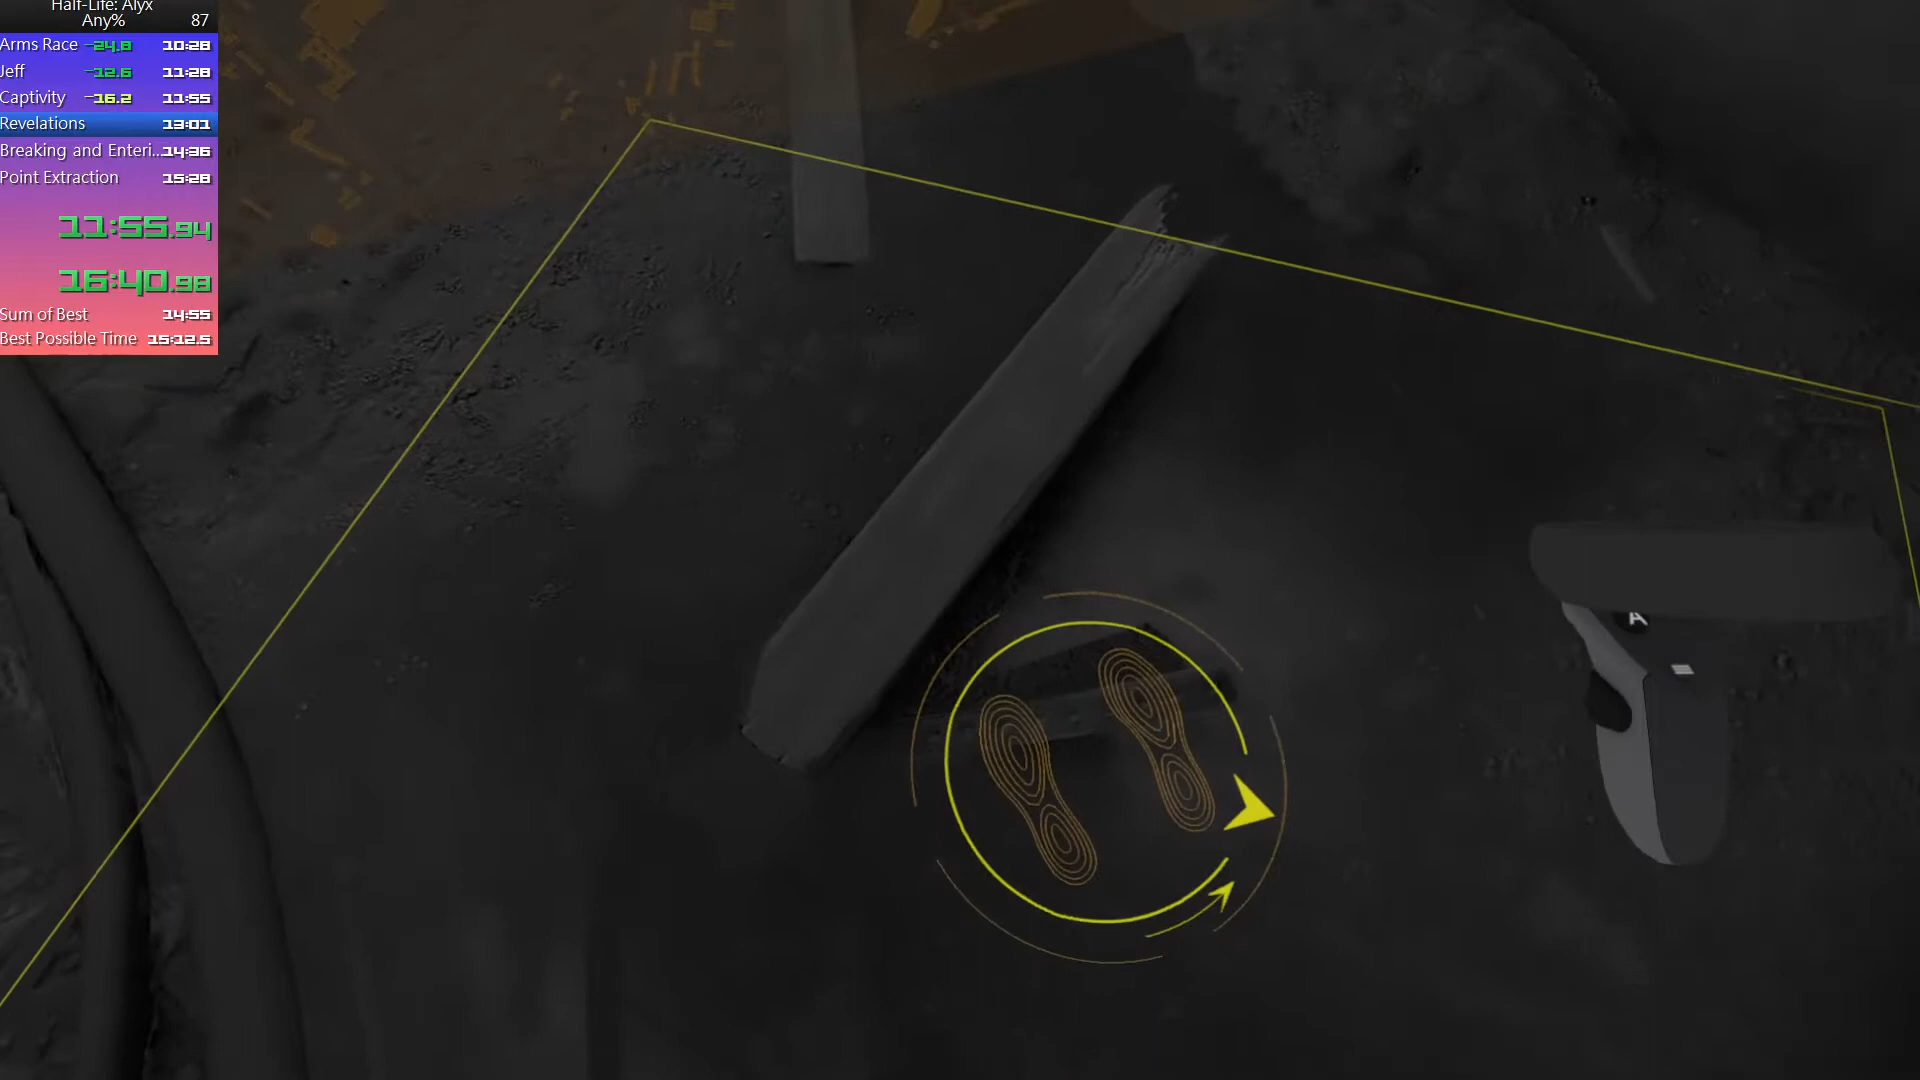 Half-Life: Alyx
Any% 87
Arms Race -24.8 10:28
Jeff -12.6 11:28
Captivity -16.2 11:55
Revelations 13:01
Breaking and Enteri... 14:36
Point Extraction 15:28
11:55.94
16:40.98
Sum of Best 14:55
Best Possible Time 15:12.5
A